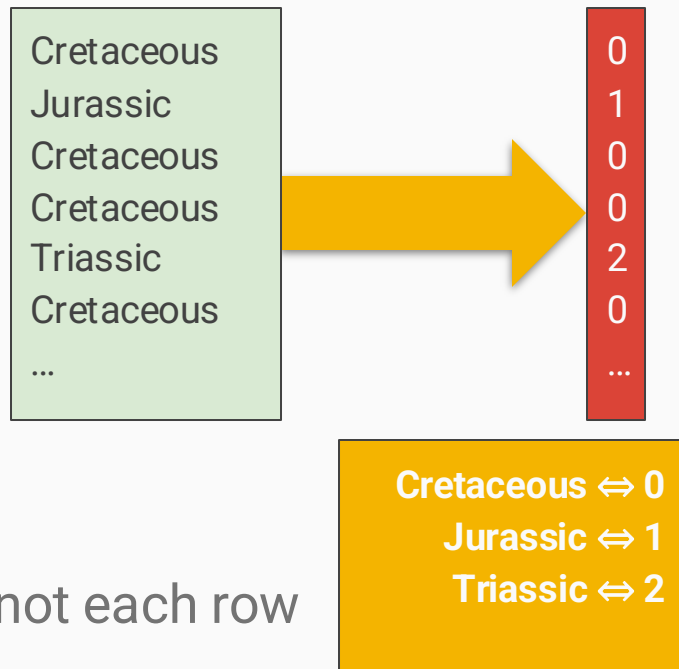 Cretaceous
Jurassic
Cretaceous
Cretaceous
Triassic
Cretaceous
…
0
1
0
0
2
0
…
Cretaceous ⇔ 0
Jurassic ⇔ 1
Triassic ⇔ 2
not each row